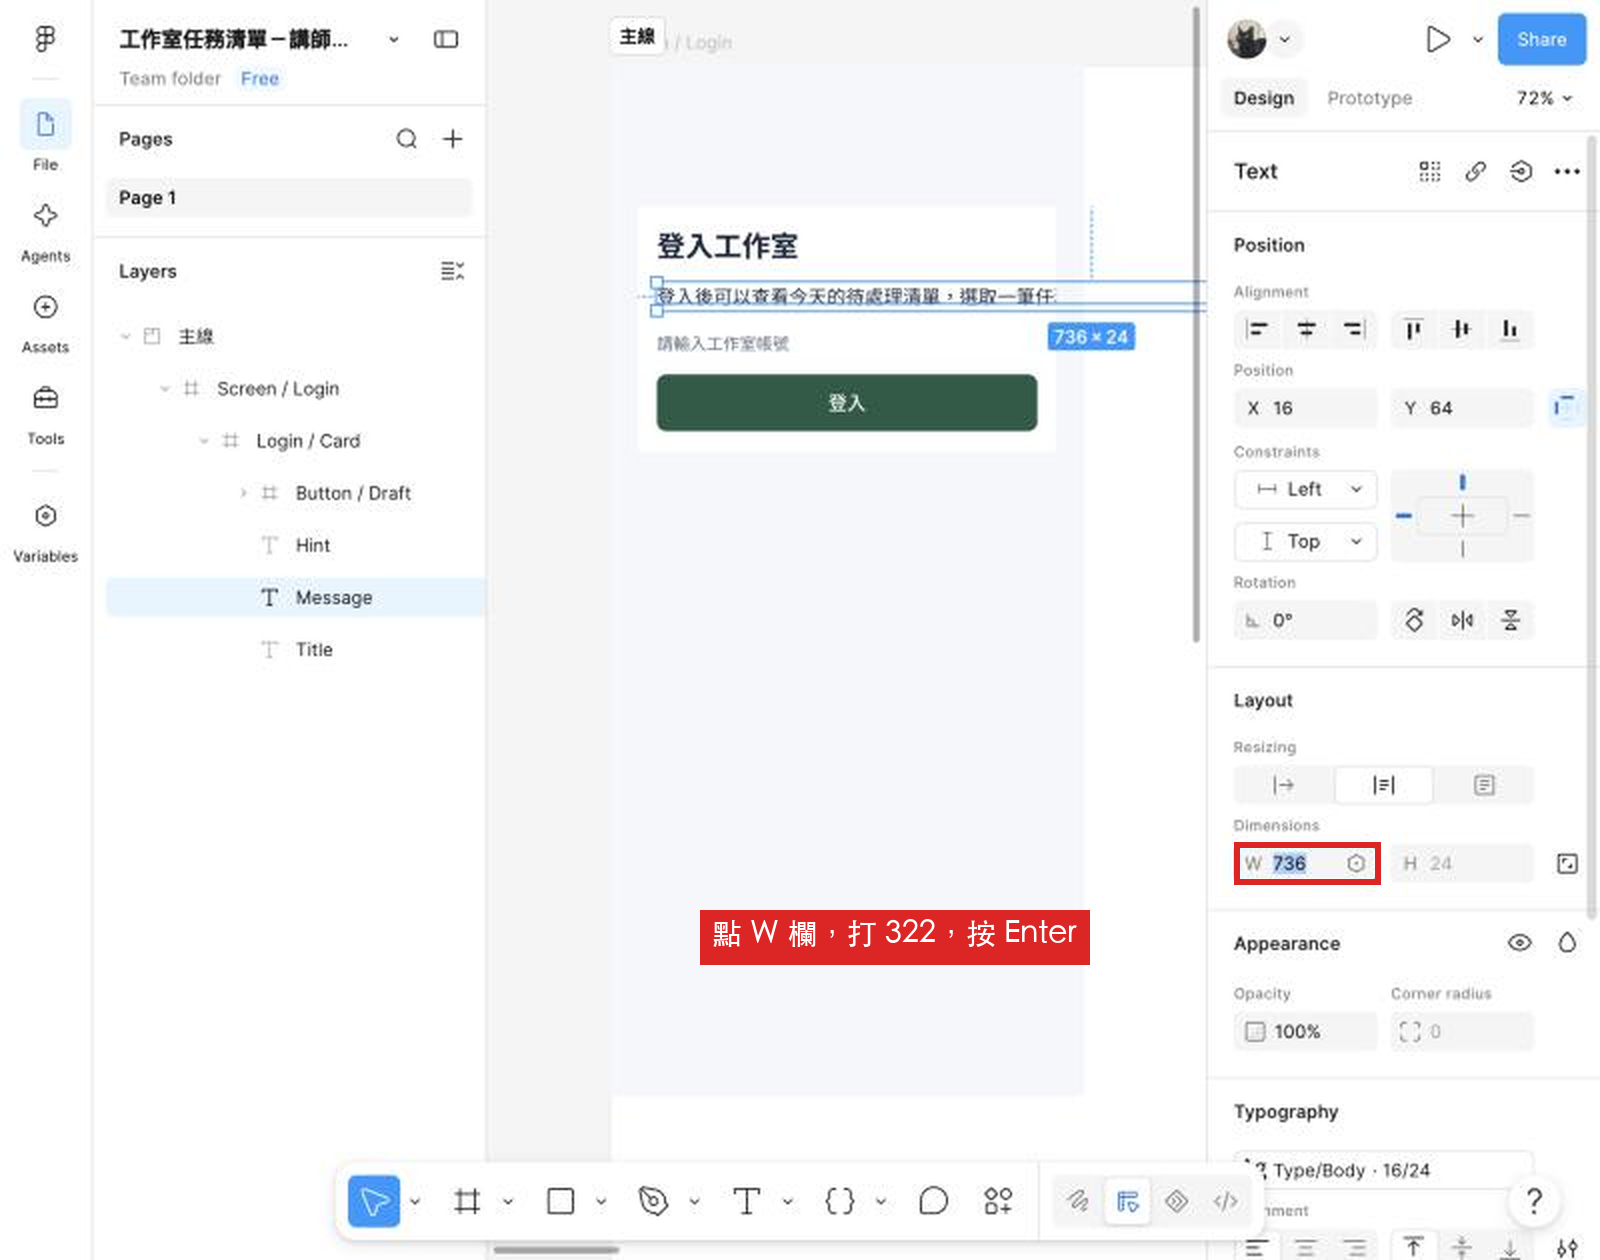 工作室任務清單－講師...
Team folder
Free
File
Agents
Assets
Tools
Variables
Pages
Page 1
Layers
主線
Screen / Login
Login / Card
Button / Draft
Hint
Message
Title
主線
/ Login
登入工作室
登入後可以查看今天的待處理清單，選取一筆任
736 × 24
請輸入工作室帳號
登入
點 W 欄，打 322，按 Enter
Share
Design
Prototype
72%
Text
Position
Alignment
Position
X 16
Y 64
Constraints
Left
Top
Rotation
0°
Layout
Resizing
Dimensions
W 736
H 24
Appearance
Opacity
Corner radius
100%
0
Typography
Type/Body · 16/24
nment
?